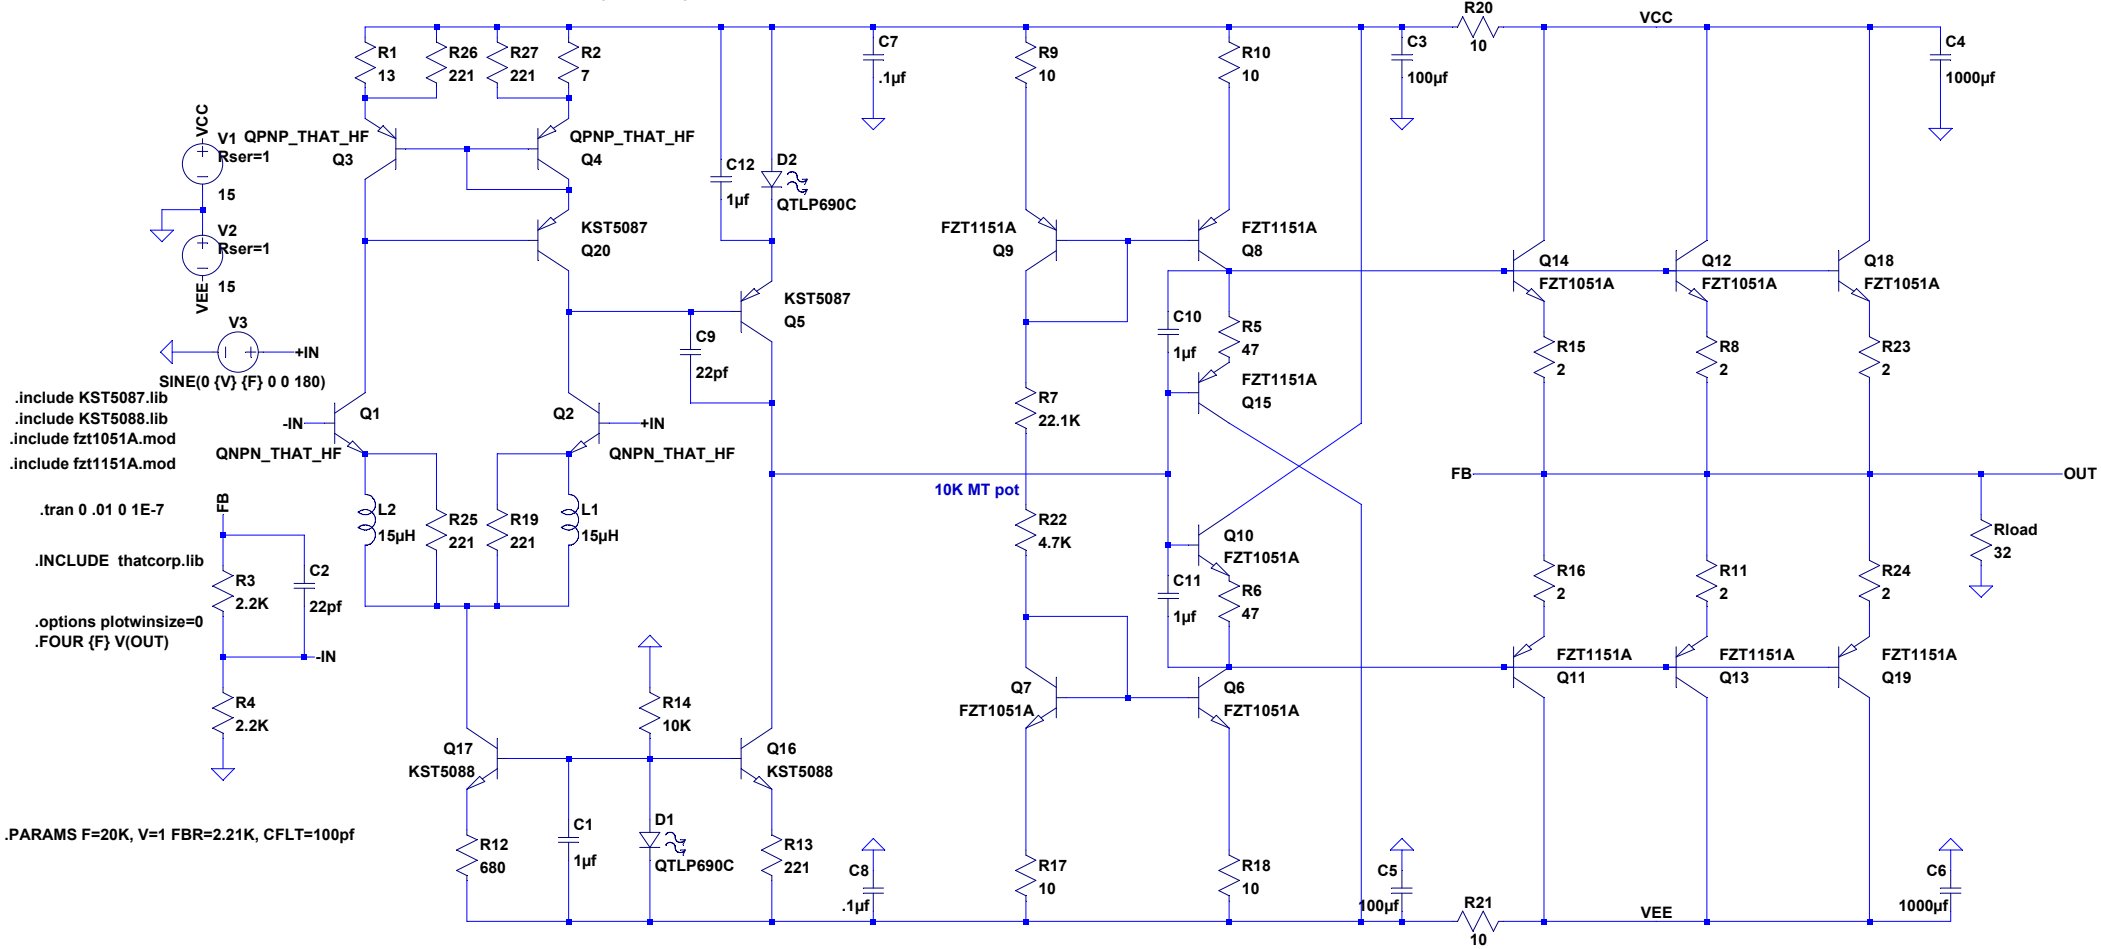 R1
13
R26
221
R27
221
R2
7
C7
.1µf
R9
10
R10
10
C3
100µf
R20
10
VCC
C4
1000µf
VCC
V1
Rser=1
15
QPNP_THAT_HF
Q3
QPNP_THAT_HF
Q4
C12
1µf
D2
QTLP690C
V2
Rser=1
15
VEE
KST5087
Q20
FZT1151A
Q9
FZT1151A
Q8
Q14
FZT1051A
Q12
FZT1051A
Q18
FZT1051A
KST5087
Q5
V3
+IN
SINE(0 {V} {F} 0 0 180)
C9
22pf
C10
1µf
R5
47
R15
2
R8
2
R23
2
.include KST5087.lib
.include KST5088.lib
.include fzt1051A.mod
.include fzt1151A.mod
Q1
-IN
QNPN_THAT_HF
Q2
+IN
QNPN_THAT_HF
R7
22.1K
FZT1151A
Q15
FB
OUT
10K MT pot
.tran 0 .01 0 1E-7
FB
L2
15µH
R25
221
R19
221
L1
15µH
R22
4.7K
Q10
FZT1051A
Rload
32
.INCLUDE  thatcorp.lib
R3
2.2K
C2
22pf
C11
1µf
R6
47
R16
2
R11
2
R24
2
.options plotwinsize=0
.FOUR {F} V(OUT)
-IN
R4
2.2K
R14
10K
Q7
FZT1051A
Q6
FZT1051A
FZT1151A
Q11
FZT1151A
Q13
FZT1151A
Q19
Q17
KST5088
Q16
KST5088
.PARAMS F=20K, V=1 FBR=2.21K, CFLT=100pf
R12
680
C1
1µf
D1
QTLP690C
R13
221
C8
.1µf
R17
10
R18
10
C5
100µf
R21
10
VEE
C6
1000µf